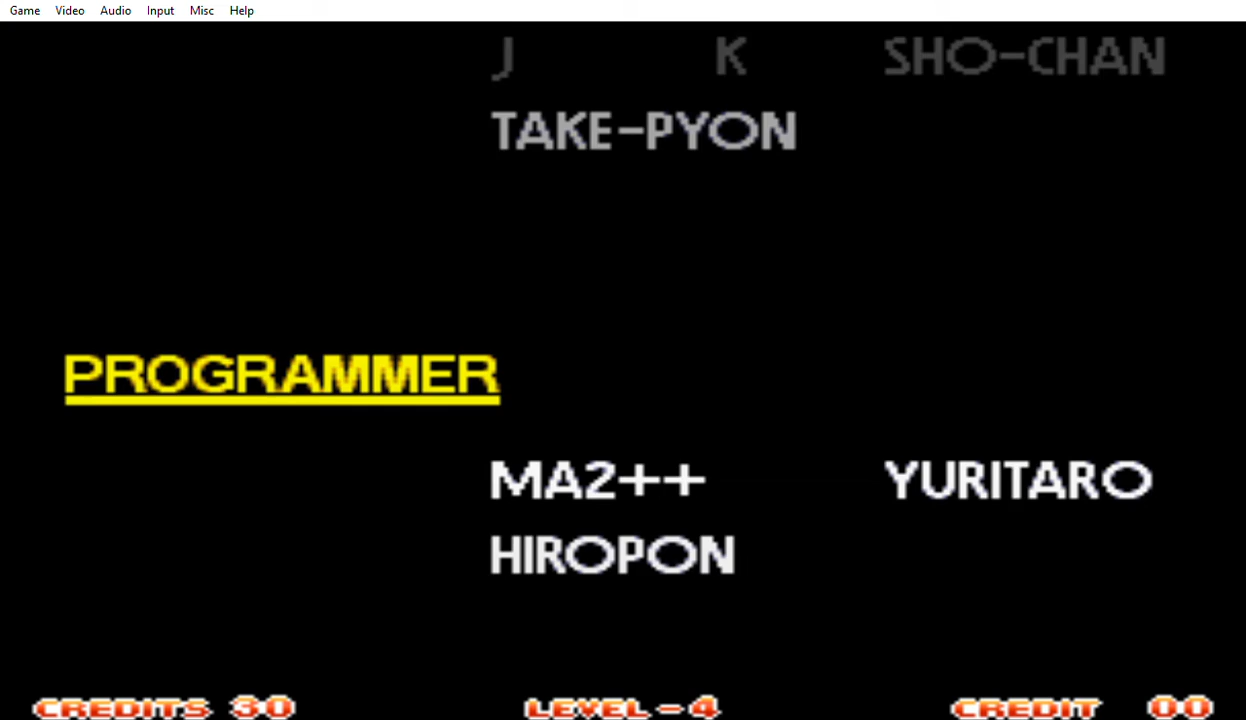 Game Video Audio Input Misc Help
J K SHO-CHAN
TAKE-PYON
PROGRAMMER
MA2++ YURITARO
HIROPON
CREDITS 30 LEVEL-4 CREDIT 00